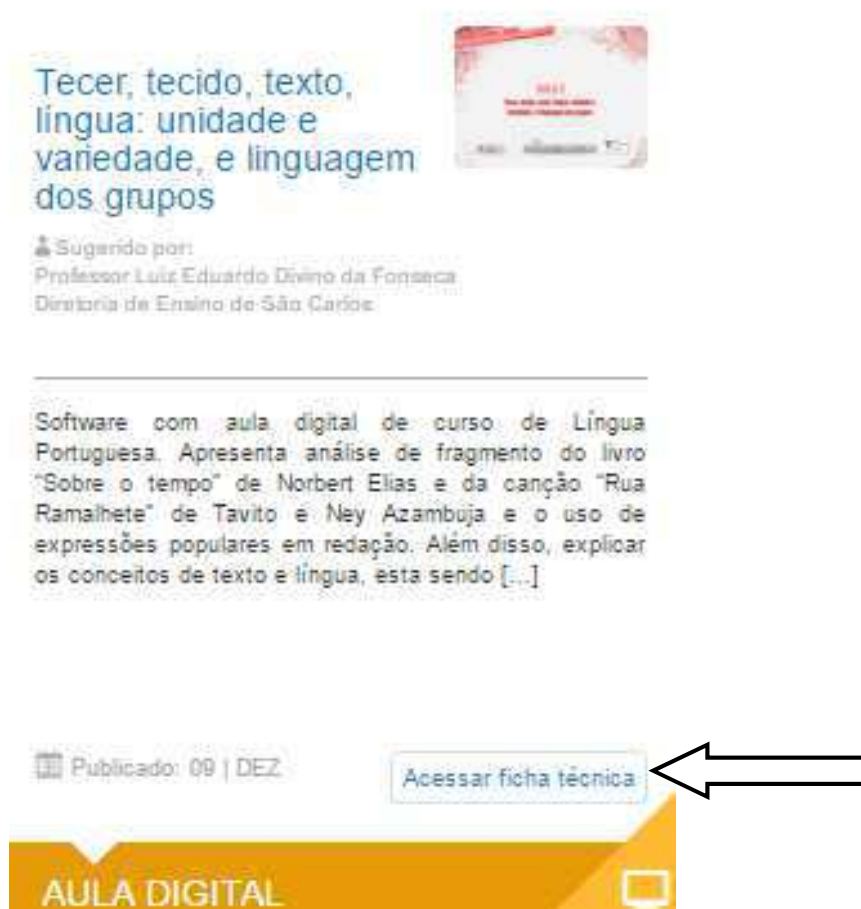 Tecer, tecido, texto,
língua: unidade e
variedade, e linguagem
dos grupos
Sugerido por:
Professor Luiz Eduardo Divino da Fonseca
Diretoria de Ensino de São Carlos
Software com aula digital de curso de Língua
Portuguesa. Apresenta análise de fragmento do livro
"Sobre o tempo" de Norbert Elias e da canção "Rua
Ramalhete" de Tavito e Ney Azambuja e o uso de
expressões populares em redação. Além disso, explicar
os conceitos de texto e língua, esta sendo [...]
Publicado: 09 | DEZ
Acessar ficha técnica
AULA DIGITAL